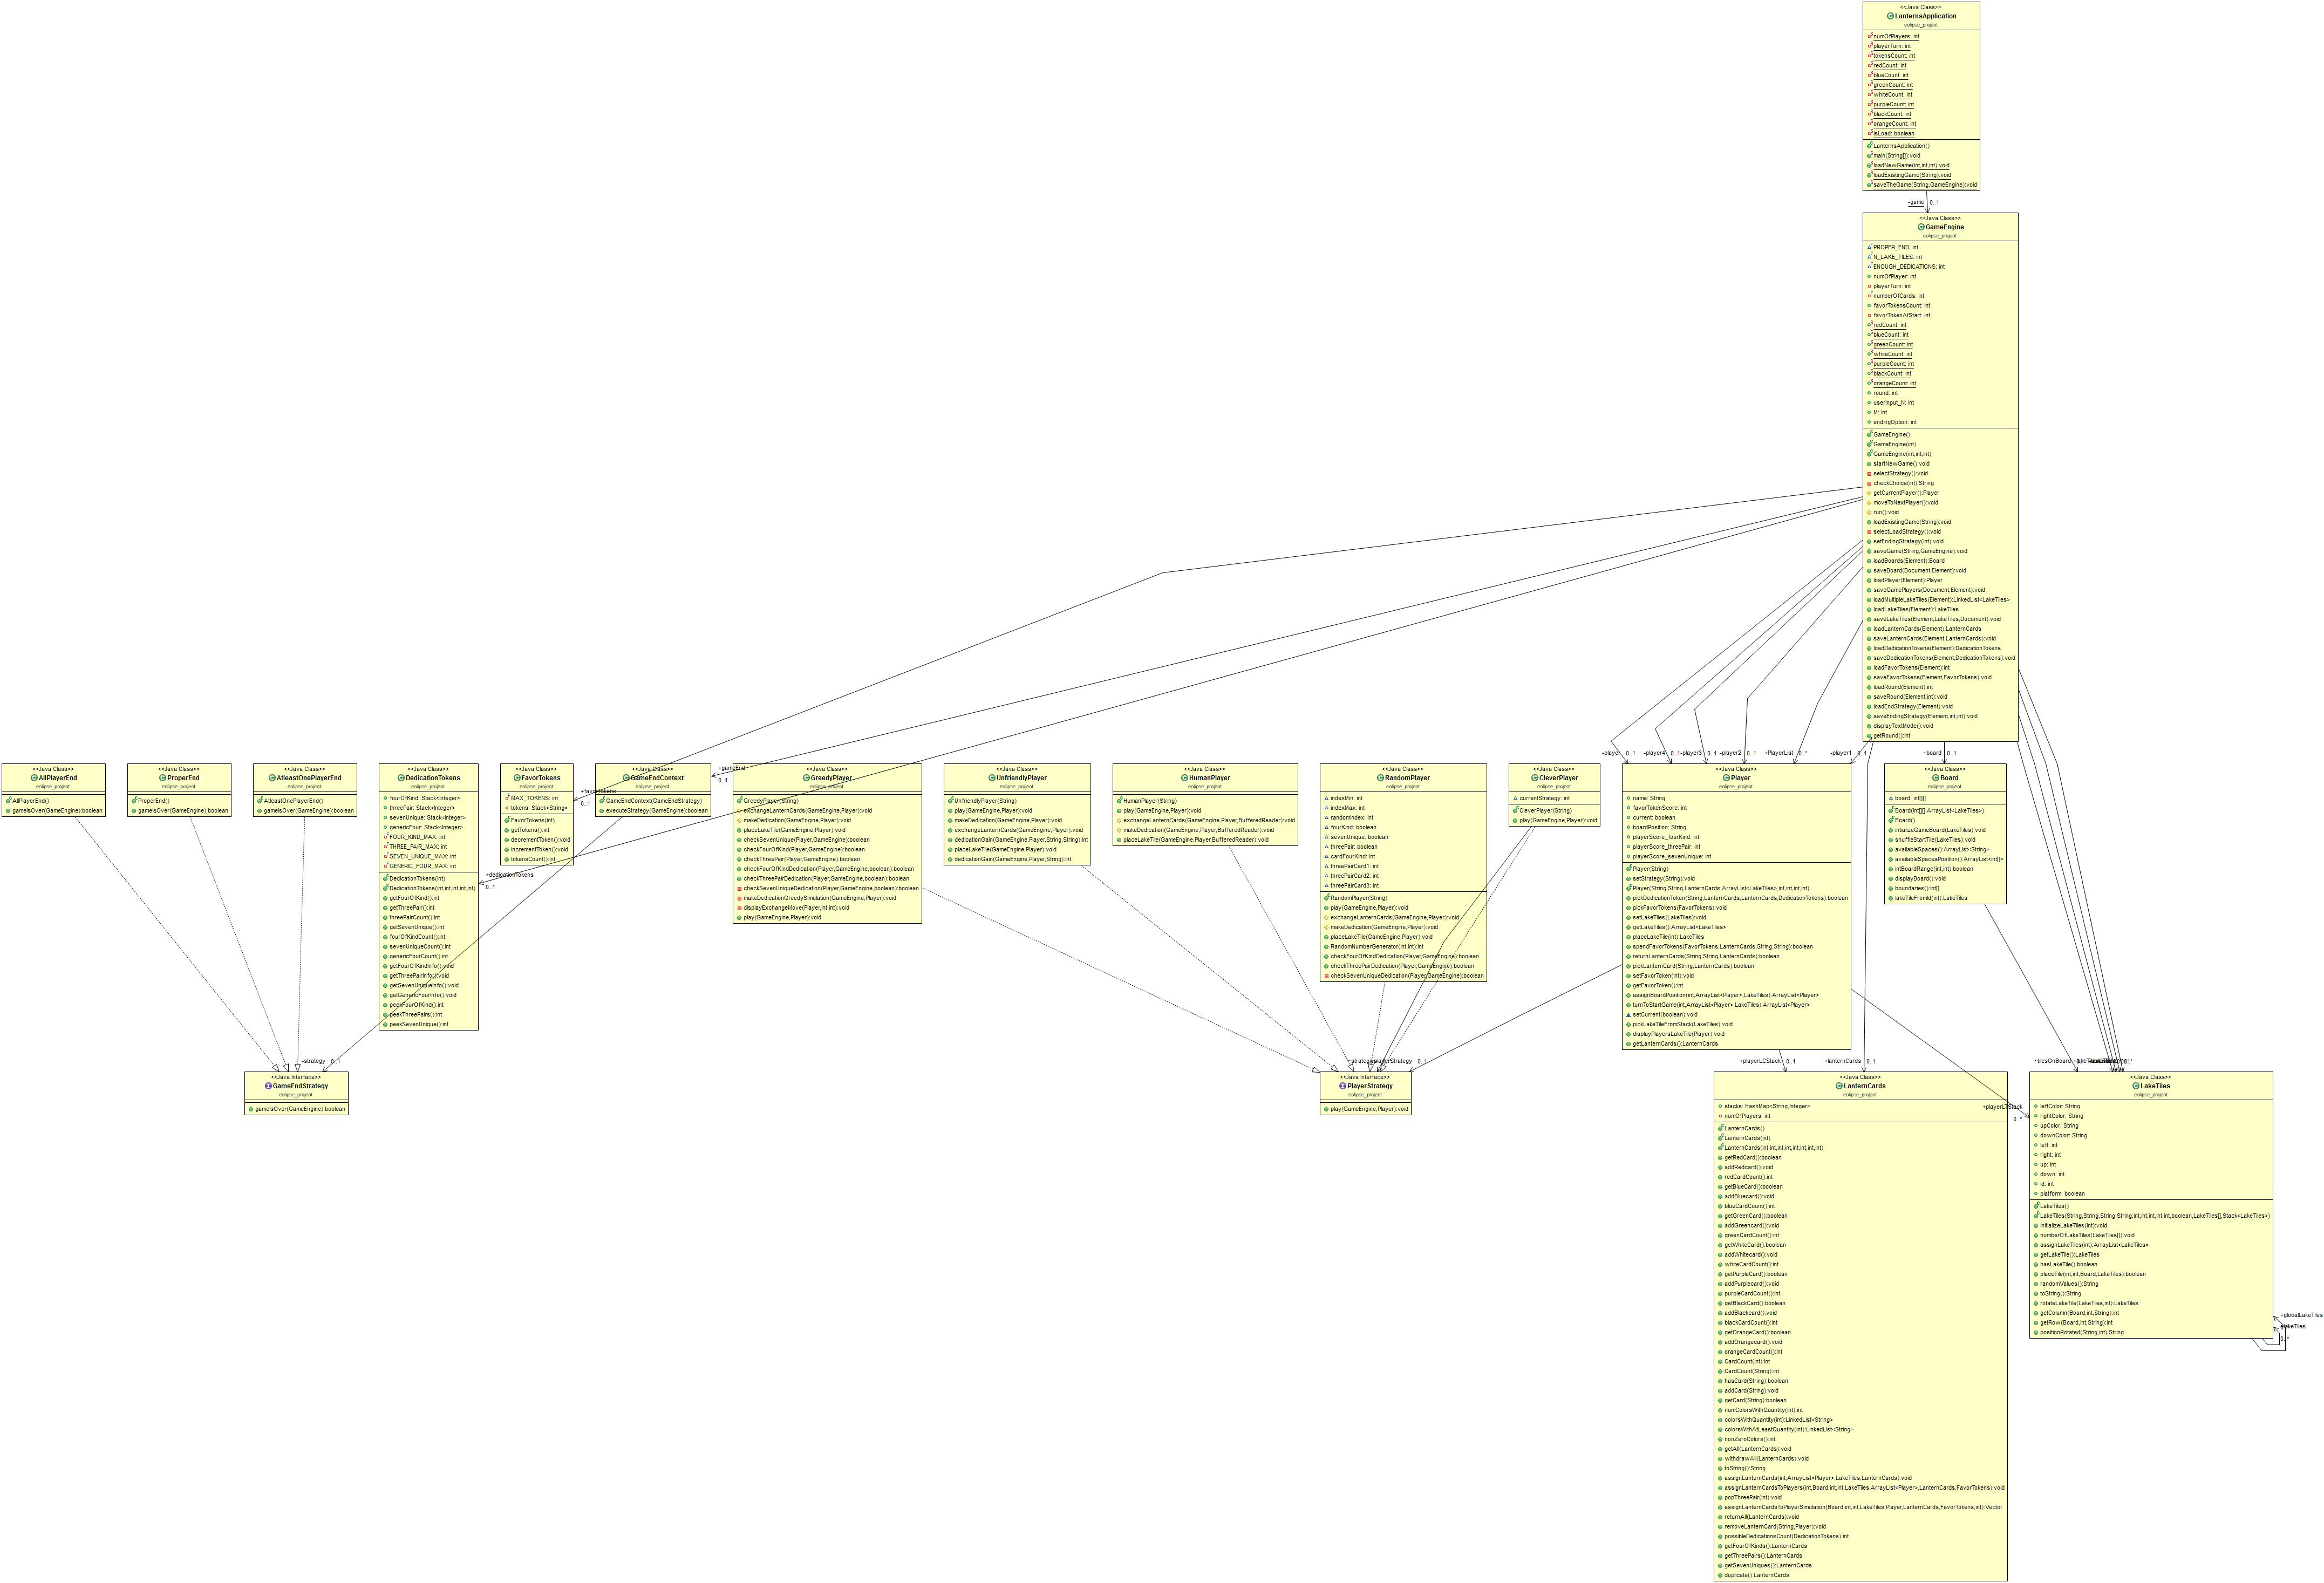 <<Java Class>>
LanternsApplication
eclipse_project
numOfPlayers: int
playerTurn: int
tokensCount: int
redCount: int
blueCount: int
greenCount: int
whiteCount: int
purpleCount: int
blackCount: int
orangeCount: int
isLoad: boolean
LanternsApplication()
main(String[]):void
loadNewGame(int,int,int):void
loadExistingGame(String):void
saveTheGame(String,GameEngine):void
-game 0..1
<<Java Class>>
GameEngine
eclipse_project
PROPER_END: int
N_LAKE_TILES: int
ENOUGH_DEDICATIONS: int
numOfPlayer: int
playerTurn: int
numberOfCards: int
favorTokensCount: int
favorTokenAtStart: int
redCount: int
blueCount: int
greenCount: int
whiteCount: int
purpleCount: int
blackCount: int
orangeCount: int
round: int
userInput_N: int
M: int
endingOption: int
GameEngine()
GameEngine(int)
GameEngine(int,int,int)
startNewGame():void
selectStrategy():void
checkChoice(int):String
getCurrentPlayer():Player
moveToNextPlayer():void
run():void
loadExistingGame(String):void
selectLoadStrategy():void
setEndingStrategy(int):void
saveGame(String,GameEngine):void
loadBoards(Element):Board
saveBoard(Document,Element):void
loadPlayer(Element):Player
saveGamePlayers(Document,Element):void
loadMultipleLakeTiles(Element):LinkedList<LakeTiles>
loadLakeTiles(Element):LakeTiles
saveLakeTiles(Element,LakeTiles,Document):void
loadLanternCards(Element):LanternCards
saveLanternCards(Element,LanternCards):void
loadDedicationTokens(Element):DedicationTokens
saveDedicationTokens(Element,DedicationTokens):void
loadFavorTokens(Element):int
saveFavorTokens(Element,FavorTokens):void
loadRound(Element):int
saveRound(Element,int):void
loadEndStrategy(Element):void
saveEndingStrategy(Element,int,int):void
displayTextMode():void
getRound():int
-player 0..1
-player4 0..1
-player3 0..1
-player2 0..1
+PlayerList 0..*
-player1 0..1
+board 0..1
+gameEnd
0..1
+favorTokens
0..1
+dedicationTokens
0..1
<<Java Class>>
AllPlayerEnd
eclipse_project
AllPlayerEnd()
gameIsOver(GameEngine):boolean
<<Java Class>>
ProperEnd
eclipse_project
ProperEnd()
gameIsOver(GameEngine):boolean
<<Java Class>>
AtleastOnePlayerEnd
eclipse_project
AtleastOnePlayerEnd()
gameIsOver(GameEngine):boolean
<<Java Class>>
DedicationTokens
eclipse_project
fourOfKind: Stack<Integer>
threePair: Stack<Integer>
sevenUnique: Stack<Integer>
genericFour: Stack<Integer>
FOUR_KIND_MAX: int
THREE_PAIR_MAX: int
SEVEN_UNIQUE_MAX: int
GENERIC_FOUR_MAX: int
DedicationTokens(int)
DedicationTokens(int,int,int,int,int)
getFourOfKind():int
getThreePair():int
threePairCount():int
getSevenUnique():int
fourOfKindCount():int
sevenUniqueCount():int
genericFourCount():int
getFourOfKindInfo():void
getThreePairInfo():void
getSevenUniqueInfo():void
getGenericFourInfo():void
peekFourOfKind():int
peekThreePairs():int
peekSevenUnique():int
<<Java Class>>
FavorTokens
eclipse_project
MAX_TOKENS: int
tokens: Stack<String>
FavorTokens(int)
getTokens():int
decrementToken():void
incrementToken():void
tokensCount():int
<<Java Class>>
GameEndContext
eclipse_project
GameEndContext(GameEndStrategy)
executeStrategy(GameEngine):boolean
<<Java Class>>
GreedyPlayer
eclipse_project
GreedyPlayer(String)
exchangeLanternCards(GameEngine,Player):void
makeDedication(GameEngine,Player):void
placeLakeTile(GameEngine,Player):void
checkSevenUnique(Player,GameEngine):boolean
checkFourOfKind(Player,GameEngine):boolean
checkThreePair(Player,GameEngine):boolean
checkFourOfKindDedication(Player,GameEngine,boolean):boolean
checkThreePairDedication(Player,GameEngine,boolean):boolean
checkSevenUniqueDedication(Player,GameEngine,boolean):boolean
makeDedicationGreedySimulation(GameEngine,Player):void
displayExchangeMove(Player,int,int):void
play(GameEngine,Player):void
<<Java Class>>
UnfriendlyPlayer
eclipse_project
UnfriendlyPlayer(String)
play(GameEngine,Player):void
makeDedication(GameEngine,Player):void
exchangeLanternCards(GameEngine,Player):void
dedicationGain(GameEngine,Player,String,String):int
placeLakeTile(GameEngine,Player):void
dedicationGain(GameEngine,Player,String):int
<<Java Class>>
HumanPlayer
eclipse_project
HumanPlayer(String)
play(GameEngine,Player):void
exchangeLanternCards(GameEngine,Player,BufferedReader):void
makeDedication(GameEngine,Player,BufferedReader):void
placeLakeTile(GameEngine,Player,BufferedReader):void
<<Java Class>>
RandomPlayer
eclipse_project
indexMin: int
indexMax: int
randomIndex: int
fourKind: boolean
sevenUnique: boolean
threePair: boolean
cardFourKind: int
threePairCard1: int
threePairCard2: int
threePairCard3: int
RandomPlayer(String)
play(GameEngine,Player):void
exchangeLanternCards(GameEngine,Player):void
makeDedication(GameEngine,Player):void
placeLakeTile(GameEngine,Player):void
RandomNumberGenerator(int,int):int
checkFourOfKindDedication(Player,GameEngine):boolean
checkThreePairDedication(Player,GameEngine):boolean
checkSevenUniqueDedication(Player,GameEngine):boolean
<<Java Class>>
CleverPlayer
eclipse_project
currentStrategy: int
CleverPlayer(String)
play(GameEngine,Player):void
<<Java Class>>
Player
eclipse_project
name: String
favorTokenScore: int
current: boolean
boardPosition: String
playerScore_fourKind: int
playerScore_threePair: int
playerScore_sevenUnique: int
Player(String)
setStrategy(String):void
Player(String,String,LanternCards,ArrayList<LakeTiles>,int,int,int,int)
pickDedicationToken(String,LanternCards,LanternCards,DedicationTokens):boolean
pickFavorTokens(FavorTokens):void
setLakeTiles(LakeTiles):void
getLakeTiles():ArrayList<LakeTiles>
placeLakeTile(int):LakeTiles
spendFavorTokens(FavorTokens,LanternCards,String,String):boolean
returnLanternCards(String,String,LanternCards):boolean
pickLanternCard(String,LanternCards):boolean
setFavorToken(int):void
getFavorToken():int
assignBoardPosition(int,ArrayList<Player>,LakeTiles):ArrayList<Player>
turnToStartGame(int,ArrayList<Player>,LakeTiles):ArrayList<Player>
setCurrent(boolean):void
pickLakeTileFromStack(LakeTiles):void
displayPlayersLakeTile(Player):void
getLanternCards():LanternCards
<<Java Class>>
Board
eclipse_project
board: int[][]
Board(int[][],ArrayList<LakeTiles>)
Board()
intializeGameBoard(LakeTiles):void
shuffleStartTile(LakeTiles):void
availableSpaces():ArrayList<String>
availableSpacesPosition():ArrayList<int[]>
intBoardRange(int,int):boolean
displayBoard():void
boundaries():int[]
lakeTileFromId(int):LakeTiles
-strategy 0..1
<<Java Interface>>
GameEndStrategy
eclipse_project
gameIsOver(GameEngine):boolean
0..1
<<Java Interface>>
PlayerStrategy
eclipse_project
play(GameEngine,Player):void
+playerLCStack 0..1
+lanternCards 0..1
~tilesOnBoard
+playerLTStack
0..*
<<Java Class>>
LanternCards
eclipse_project
stacks: HashMap<String,Integer>
numOfPlayers: int
LanternCards()
LanternCards(int)
LanternCards(int,int,int,int,int,int,int,int)
getRedCard():boolean
addRedcard():void
redCardCount():int
getBlueCard():boolean
addBluecard():void
blueCardCount():int
getGreenCard():boolean
addGreencard():void
greenCardCount():int
getWhiteCard():boolean
addWhitecard():void
whiteCardCount():int
getPurpleCard():boolean
addPurplecard():void
purpleCardCount():int
getBlackCard():boolean
addBlackcard():void
blackCardCount():int
getOrangeCard():boolean
addOrangecard():void
orangeCardCount():int
CardCount(int):int
CardCount(String):int
hasCard(String):boolean
addCard(String):void
getCard(String):boolean
numColorsWithQuantity(int):int
colorsWithQuantity(int):LinkedList<String>
colorsWithAtLeastQuantity(int):LinkedList<String>
nonZeroColors():int
getAll(LanternCards):void
withdrawAll(LanternCards):void
toString():String
assignLanternCards(int,ArrayList<Player>,LakeTiles,LanternCards):void
assignLanternCardsToPlayers(int,Board,int,int,LakeTiles,ArrayList<Player>,LanternCards,FavorTokens):void
popThreePair(int):void
assignLanternCardsToPlayerSimulation(Board,int,int,LakeTiles,Player,LanternCards,FavorTokens,int):Vector
returnAll(LanternCards):void
removeLanternCard(String,Player):void
possibleDedicationsCount(DedicationTokens):int
getFourOfKinds():LanternCards
getThreePairs():LanternCards
getSevenUniques():LanternCards
duplicate():LanternCards
<<Java Class>>
LakeTiles
eclipse_project
leftColor: String
rightColor: String
upColor: String
downColor: String
left: int
right: int
up: int
down: int
id: int
platform: boolean
LakeTiles()
LakeTiles(String,String,String,String,int,int,int,int,int,boolean,LakeTiles[],Stack<LakeTiles>)
initializeLakeTiles(int):void
numberOfLakeTiles(LakeTiles[]):void
assignLakeTiles(int):ArrayList<LakeTiles>
getLakeTile():LakeTiles
hasLakeTile():boolean
placeTile(int,int,Board,LakeTiles):boolean
randomValues():String
toString():String
rotateLakeTile(LakeTiles,int):LakeTiles
getColumn(Board,int,String):int
getRow(Board,int,String):int
positionRotated(String,int):String
+globalLakeTiles
0..*